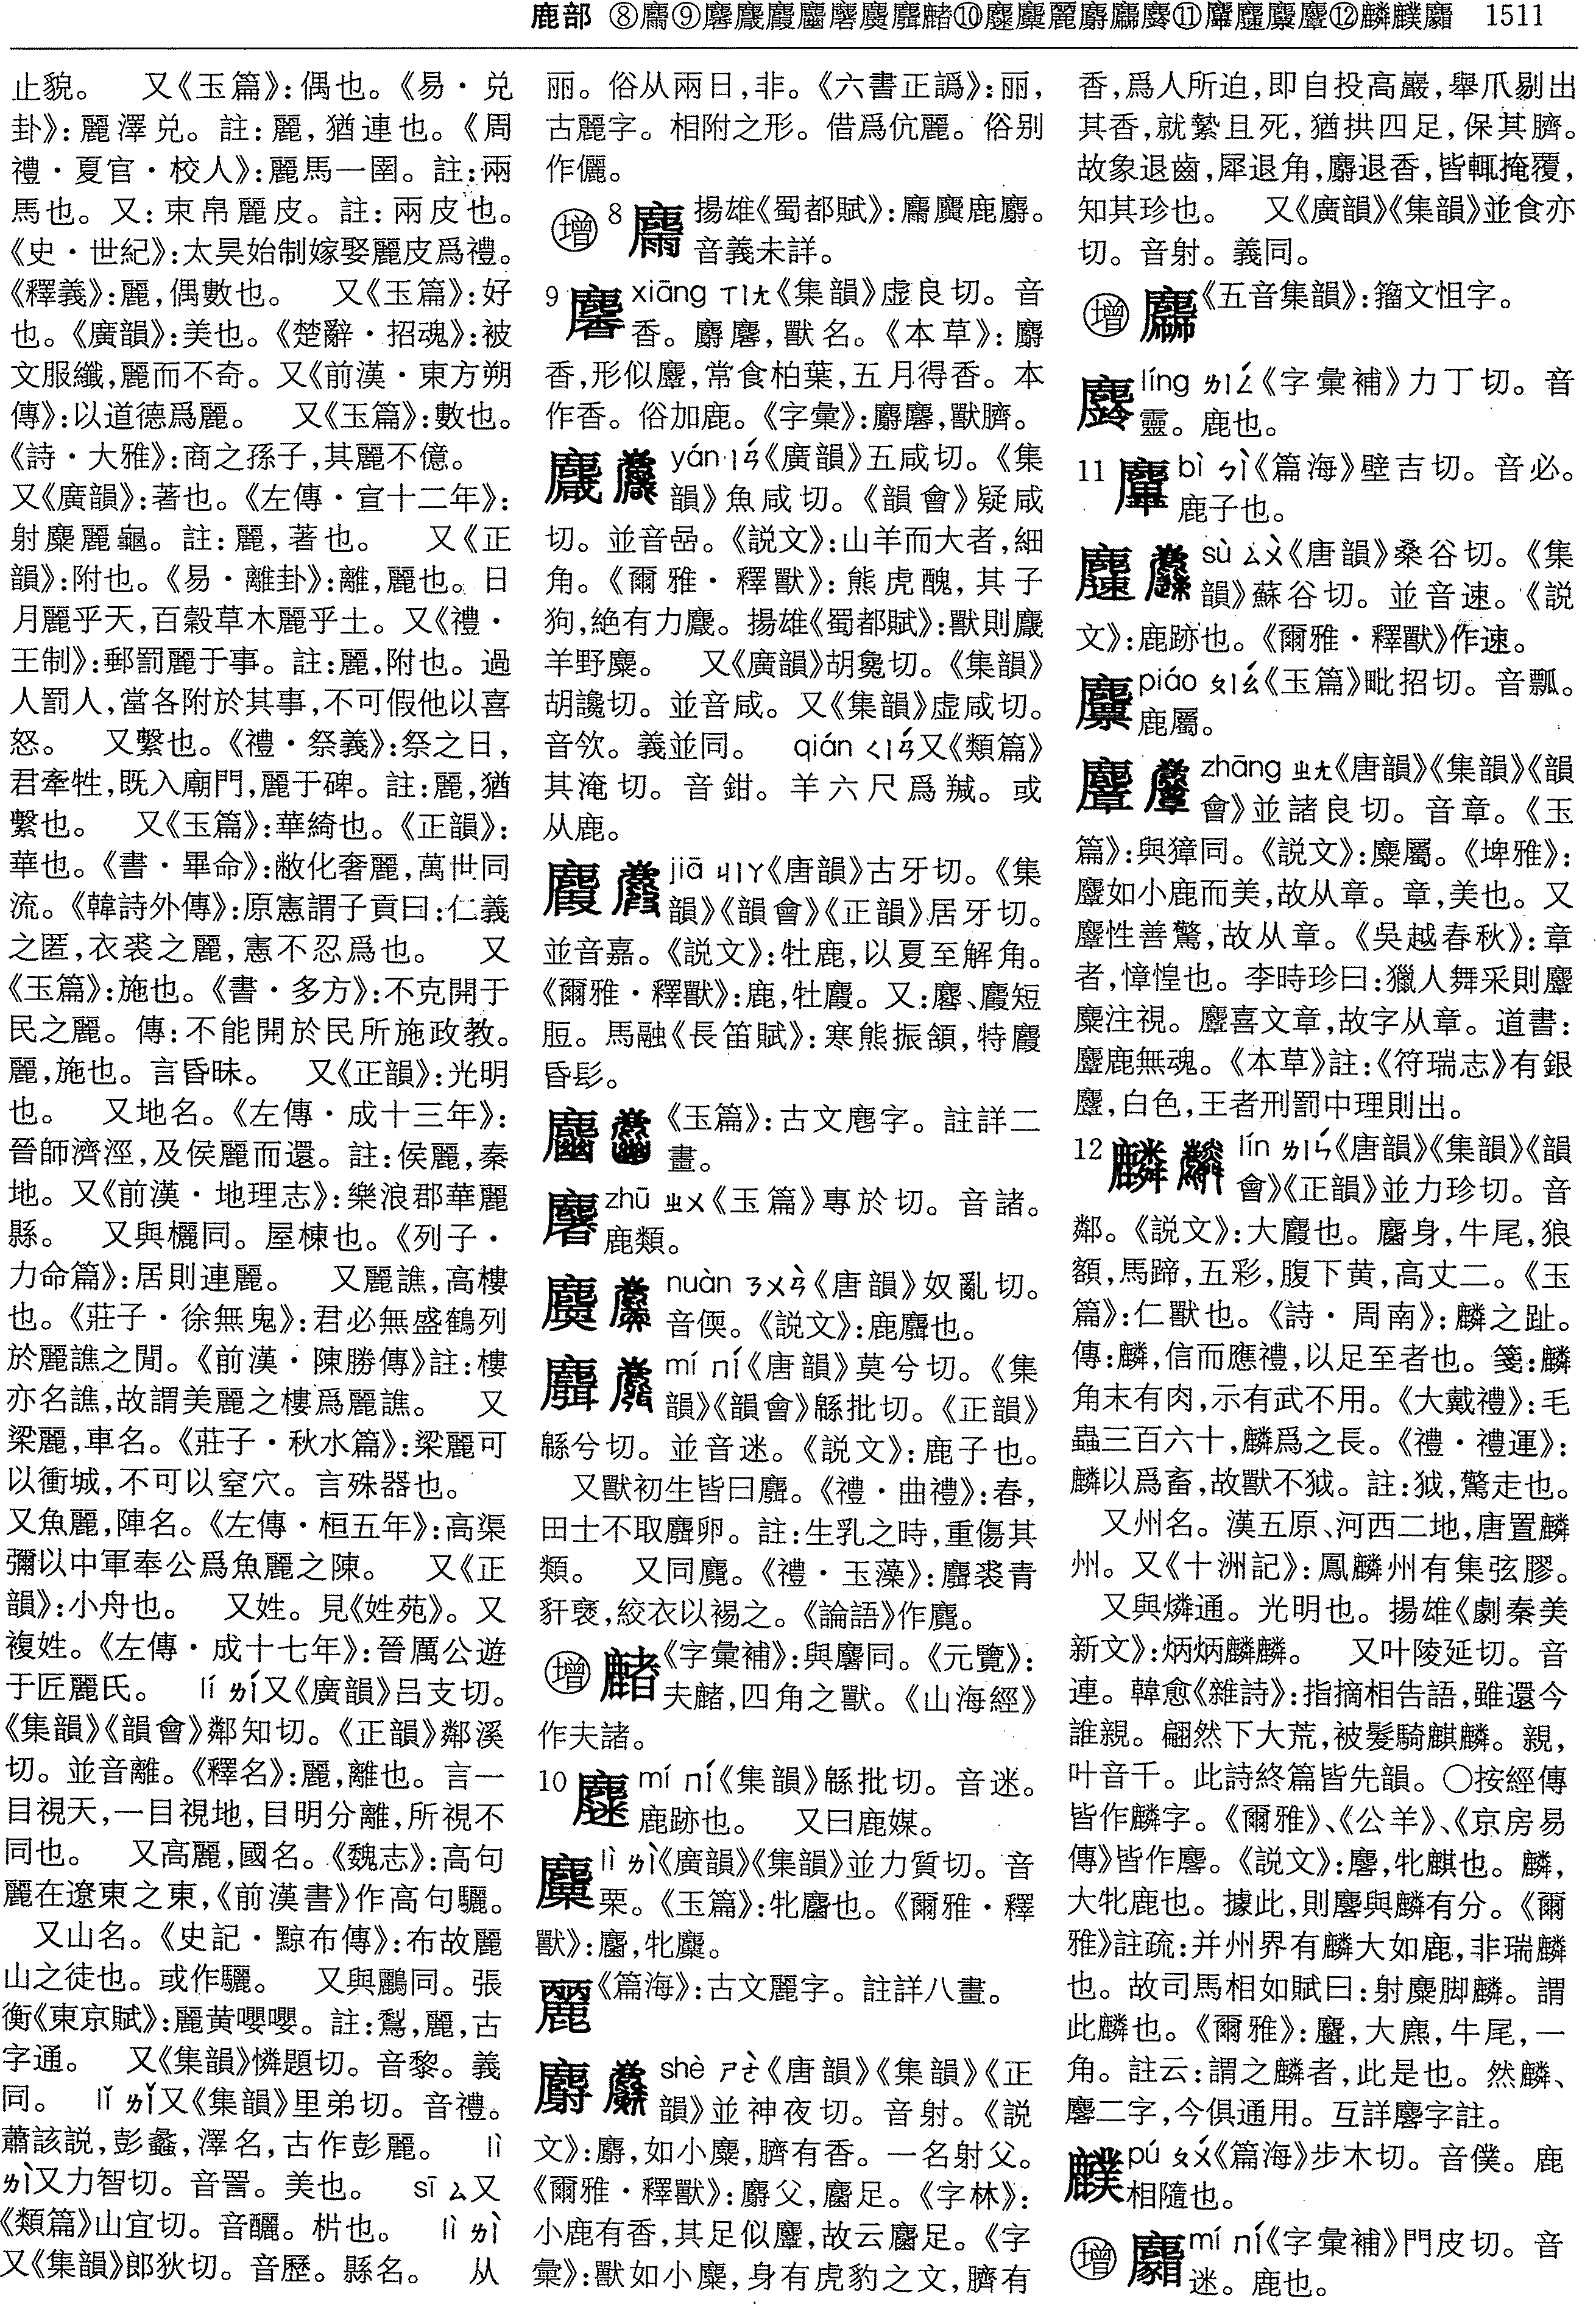 鹿部 ⑧䴝⑨麘麙麚麛⑩麜麗麝⑪麞⑫麟 1511
止貌。 又《玉篇》:偶也。《易·兑
卦》:麗澤兑。註:麗,猶連也。《周
禮·夏官·校人》:麗馬一圉。註:兩
馬也。又:束帛麗皮。註:兩皮也。
《史·世紀》:太昊始制嫁娶麗皮爲禮。
《釋義》:麗,偶數也。 又《玉篇》:好
也。《廣韻》:美也。《楚辭·招魂》:被
文服纖,麗而不奇。又《前漢·東方朔
傳》:以道德爲麗。 又《玉篇》:數也。
《詩·大雅》:商之孫子,其麗不億。
又《廣韻》:著也。《左傳·宣十二年》:
射麋麗龜。註:麗,著也。 又《正
韻》:附也。《易·離卦》:離,麗也。日
月麗乎天,百穀草木麗乎土。又《禮·
王制》:郵罰麗于事。註:麗,附也。過
人罰人,當各附於其事,不可假他以喜
怒。 又繫也。《禮·祭義》:祭之日,
君牽牲,既入廟門,麗于碑。註:麗,猶
繫也。 又《玉篇》:華綺也。《正韻》:
華也。《書·畢命》:敝化奢麗,萬世同
流。《韓詩外傳》:原憲謂子貢曰:仁義
之匿,衣裘之麗,憲不忍爲也。 又
《玉篇》:施也。《書·多方》:不克開于
民之麗。傳:不能開於民所施政教。
麗,施也。言昏昧。 又《正韻》:光明
也。 又地名。《左傳·成十三年》:
晉師濟涇,及侯麗而還。註:侯麗,秦
地。又《前漢·地理志》:樂浪郡華麗
縣。 又與欐同。屋棟也。《列子·
力命篇》:居則連麗。 又麗譙,高樓
也。《莊子·徐無鬼》:君必無盛鶴列
於麗譙之閒。《前漢·陳勝傳》註:樓
亦名譙,故謂美麗之樓爲麗譙。 又
梁麗,車名。《莊子·秋水篇》:梁麗可
以衝城,不可以窒穴。言殊器也。
又魚麗,陣名。《左傳·桓五年》:高渠
彌以中軍奉公爲魚麗之陳。 又《正
韻》:小舟也。 又姓。見《姓苑》。又
複姓。《左傳·成十七年》:晉厲公遊
于匠麗氏。 lí ㄌㄧˊ又《廣韻》吕支切。
《集韻》《韻會》鄰知切。《正韻》鄰溪
切。並音離。《釋名》:麗,離也。言一
目視天,一目視地,目明分離,所視不
同也。 又高麗,國名。《魏志》:高句
麗在遼東之東,《前漢書》作高句驪。
又山名。《史記·黥布傳》:布故麗
山之徒也。或作驪。 又與鸝同。張
衡《東京賦》:麗黄嚶嚶。註:鵹,麗,古
字通。 又《集韻》憐題切。音黎。義
同。 lǐ ㄌㄧˇ又《集韻》里弟切。音禮。
蕭該説,彭蠡,澤名,古作彭麗。 lì
ㄌㄧˋ又力智切。音詈。美也。 sī ㄙ又
《類篇》山宜切。音釃。㭊也。 lì ㄌㄧˋ
又《集韻》郎狄切。音歷。縣名。 从
丽。俗从兩日,非。《六書正譌》:丽,
古麗字。相附之形。借爲伉麗。俗别
作儷。
增 8 揚雄《蜀都賦》:鹿麝。
音義未詳。
9 麘 xiāng ㄒㄧㄤ《集韻》虚良切。音
香。麝麘,獸名。《本草》:麝
香,形似麞,常食柏葉,五月得香。本
作香。俗加鹿。《字彙》:麝麘,獸臍。
麙 yán ㄧㄢˊ《廣韻》五咸切。《集
韻》魚咸切。《韻會》疑咸
切。並音嵒。《説文》:山羊而大者,細
角。《爾雅·釋獸》:熊虎醜,其子
狗,絶有力麙。揚雄《蜀都賦》:獸則麙
羊野麋。 又《廣韻》胡毚切。《集韻》
胡讒切。並音咸。又《集韻》虚咸切。
音欦。義並同。 qián ㄑㄧㄢˊ又《類篇》
其淹切。音鉗。羊六尺爲羬。或
从鹿。
麚 jiā ㄐㄧㄚ《唐韻》古牙切。《集
韻》《韻會》《正韻》居牙切。
並音嘉。《説文》:牡鹿,以夏至解角。
《爾雅·釋獸》:鹿,牡麚。又:麔、麚短
脰。馬融《長笛賦》:寒熊振頷,特麚
昏髟。
《玉篇》:古文麀字。註詳二
畫。
zhū ㄓㄨ《玉篇》專於切。音諸。
鹿類。
nuàn ㄋㄨㄢˋ《唐韻》奴亂切。
音偄。《説文》:鹿麛也。
麛 mí ㄇㄧˊ《唐韻》莫兮切。《集
韻》《韻會》緜批切。《正韻》
緜兮切。並音迷。《説文》:鹿子也。
又獸初生皆曰麛。《禮·曲禮》:春,
田士不取麛卵。註:生乳之時,重傷其
類。 又同麑。《禮·玉藻》:麛裘青
豻褎,絞衣以裼之。《論語》作麑。
增 《字彙補》:與同。《元覽》:
夫,四角之獸。《山海經》
作夫諸。
10 mí ㄇㄧˊ《集韻》緜批切。音迷。
鹿跡也。 又曰鹿媒。
麜 lì ㄌㄧˋ《廣韻》《集韻》並力質切。音
栗。《玉篇》:牝麕也。《爾雅·釋
獸》:麕,牝麜。
《篇海》:古文麗字。註詳八畫。
麝 shè ㄕㄜˋ《唐韻》《集韻》《正
韻》並神夜切。音射。《説
文》:麝,如小麋,臍有香。一名射父。
《爾雅·釋獸》:麝父,麕足。《字林》:
小鹿有香,其足似麞,故云麕足。《字
彙》:獸如小麋,身有虎豹之文,臍有
香,爲人所迫,即自投高巖,舉爪剔出
其香,就縶且死,猶拱四足,保其臍。
故象退齒,犀退角,麝退香,皆輒掩覆,
知其珍也。 又《廣韻》《集韻》並食亦
切。音射。義同。
增 《五音集韻》:籀文怚字。
líng ㄌㄧㄥˊ《字彙補》力丁切。音
靈。鹿也。
11 bì ㄅㄧˋ《篇海》壁吉切。音必。
鹿子也。
sù ㄙㄨˋ《唐韻》桑谷切。《集
韻》蘇谷切。並音速。《説
文》:鹿跡也。《爾雅·釋獸》作速。
piáo ㄆㄧㄠˊ《玉篇》毗招切。音瓢。
鹿屬。
麞 zhāng ㄓㄤ《唐韻》《集韻》《韻
會》並諸良切。音章。《玉
篇》:與獐同。《説文》:麋屬。《埤雅》:
麞如小鹿而美,故从章。章,美也。又
麞性善驚,故从章。《吳越春秋》:章
者,慞惶也。李時珍曰:獵人舞采則麞
麋注視。麞喜文章,故字从章。道書:
麞鹿無魂。《本草》註:《符瑞志》有銀
麞,白色,王者刑罰中理則出。
12 麟 lín ㄌㄧㄣˊ《唐韻》《集韻》《韻
會》《正韻》並力珍切。音
鄰。《説文》:大麚也。麕身,牛尾,狼
額,馬蹄,五彩,腹下黄,高丈二。《玉
篇》:仁獸也。《詩·周南》:麟之趾。
傳:麟,信而應禮,以足至者也。箋:麟
角末有肉,示有武不用。《大戴禮》:毛
蟲三百六十,麟爲之長。《禮·禮運》:
麟以爲畜,故獸不狘。註:狘,驚走也。
又州名。漢五原、河西二地,唐置麟
州。又《十洲記》:鳳麟州有集弦膠。
又與燐通。光明也。揚雄《劇秦美
新文》:炳炳麟麟。 又叶陵延切。音
連。韓愈《雜詩》:指摘相告語,雖還今
誰親。翩然下大荒,被髮騎麒麟。親,
叶音千。此詩終篇皆先韻。○按經傳
皆作麟字。《爾雅》、《公羊》、《京房易
傳》皆作麐。《説文》:麐,牝麒也。麟,
大牝鹿也。據此,則麐與麟有分。《爾
雅》註疏:并州界有麟大如鹿,非瑞麟
也。故司馬相如賦曰:射麋脚麟。謂
此麟也。《爾雅》:麠,大麃,牛尾,一
角。註云:謂之麟者,此是也。然麟、
麐二字,今俱通用。互詳麐字註。
pú ㄆㄨˊ《篇海》步木切。音僕。鹿
相隨也。
增 mí ㄇㄧˊ《字彙補》門皮切。音
迷。鹿也。